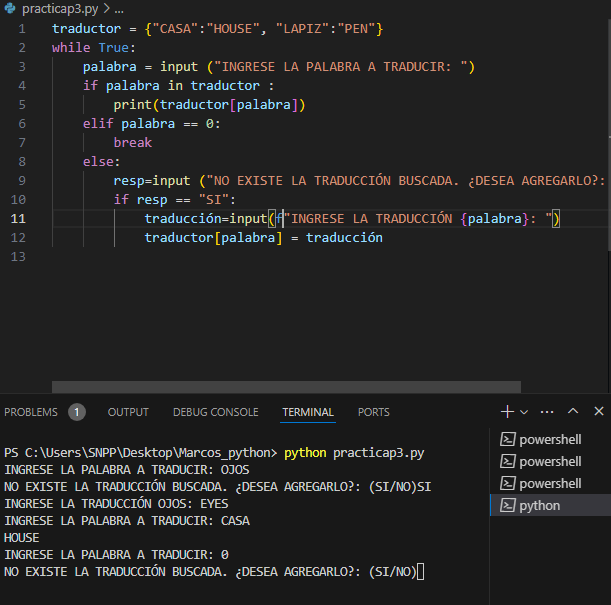 practicap3.py > ...
1 traductor = {"CASA":"HOUSE", "LAPIZ":"PEN"}
2 while True:
3 palabra = input ("INGRESE LA PALABRA A TRADUCIR: ")
4 if palabra in traductor :
5 print(traductor[palabra])
6 elif palabra == 0:
7 break
8 else:
9 resp=input ("NO EXISTE LA TRADUCCIÓN BUSCADA. ¿DESEA AGREGARLO?:
10 if resp == "SI":
11 traducción=input(f"INGRESE LA TRADUCCIÓN {palabra}: ")
12 traductor[palabra] = traducción
13
PROBLEMS 1 OUTPUT DEBUG CONSOLE TERMINAL PORTS
PS C:\Users\SNPP\Desktop\Marcos_python> python practicap3.py
INGRESE LA PALABRA A TRADUCIR: OJOS
NO EXISTE LA TRADUCCIÓN BUSCADA. ¿DESEA AGREGARLO?: (SI/NO)SI
INGRESE LA TRADUCCIÓN OJOS: EYES
INGRESE LA PALABRA A TRADUCIR: CASA
HOUSE
INGRESE LA PALABRA A TRADUCIR: 0
NO EXISTE LA TRADUCCIÓN BUSCADA. ¿DESEA AGREGARLO?: (SI/NO)
powershell
powershell
powershell
python